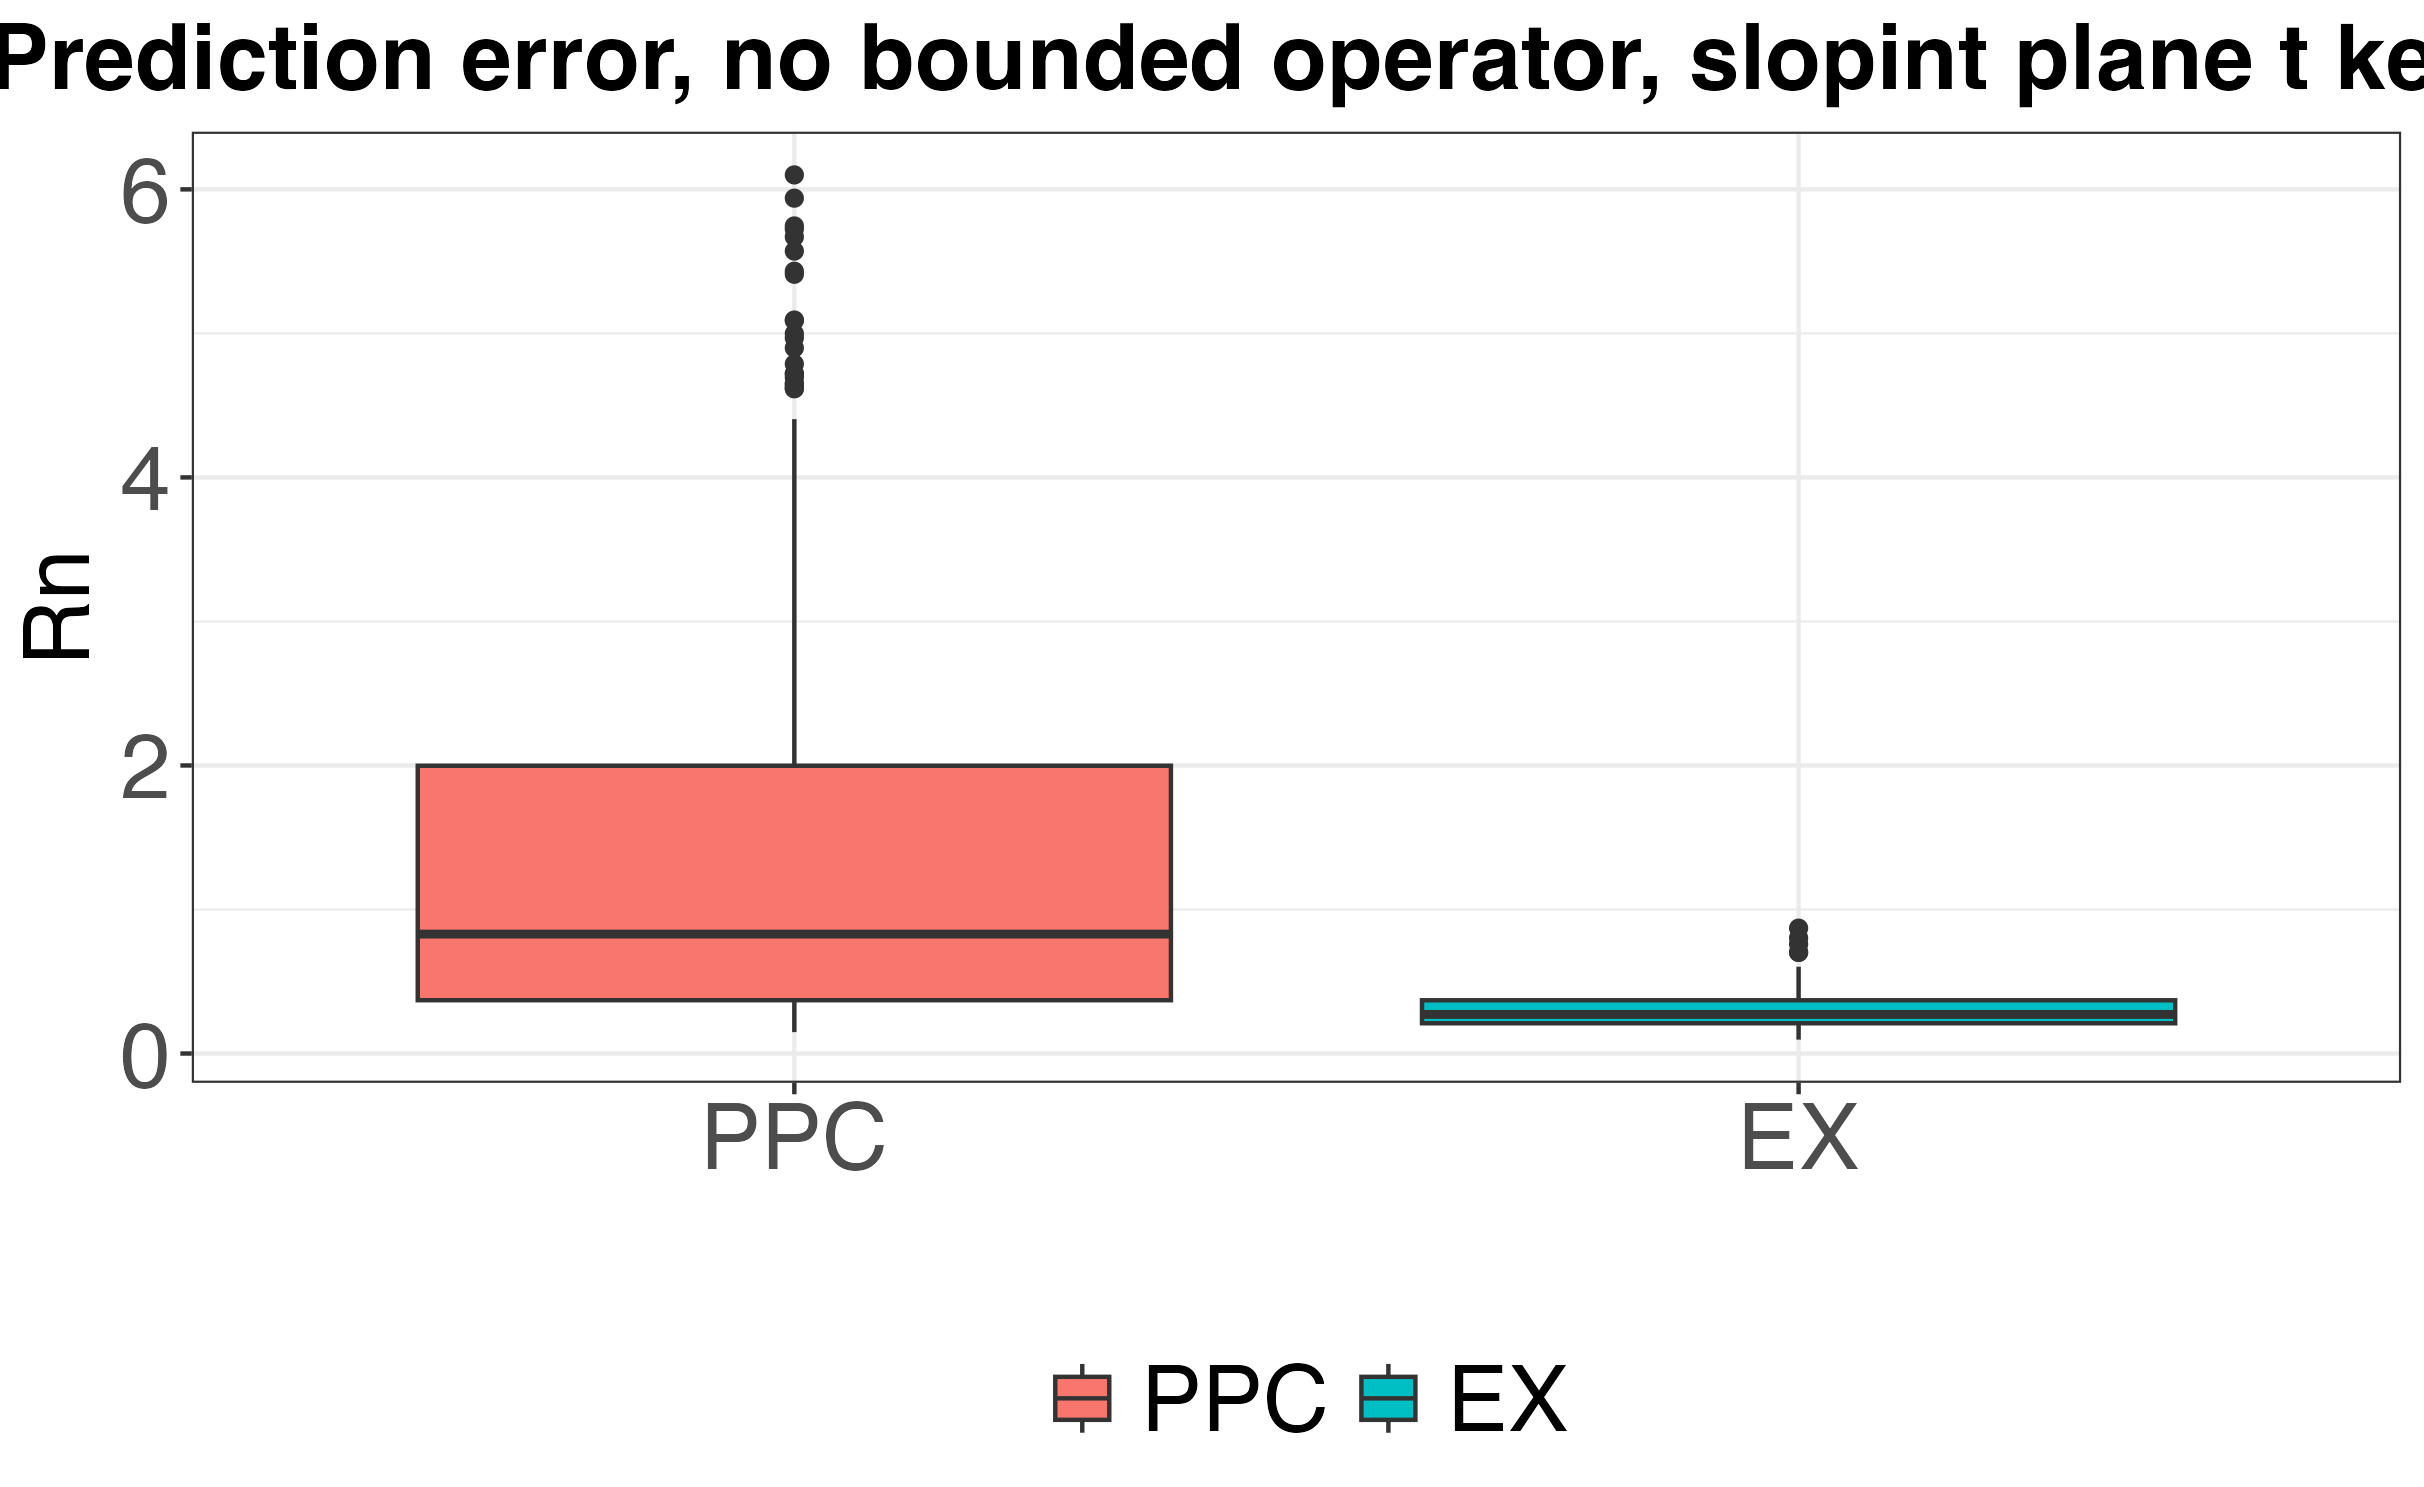 Prediction error, no bounded operator, slopint plane t ke
6
4
2
0
Rn
PPC EX
PPC EX